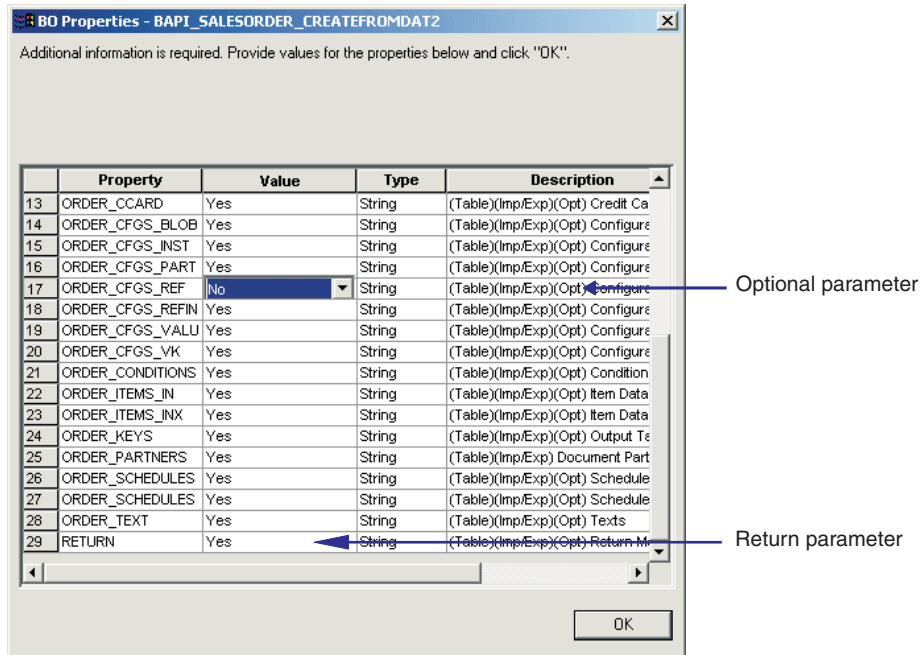 BO Properties - BAPI_SALESORDER_CREATEFROMDAT2
Additional information is required. Provide values for the properties below and click "OK".
Property Value Type Description
13 ORDER_CCARD Yes String (Table)(Imp/Exp)(Opt) Credit Ca
14 ORDER_CFGS_BLOB Yes String (Table)(Imp/Exp)(Opt) Configura
15 ORDER_CFGS_INST Yes String (Table)(Imp/Exp)(Opt) Configura
16 ORDER_CFGS_PART Yes String (Table)(Imp/Exp)(Opt) Configura
17 ORDER_CFGS_REF No String (Table)(Imp/Exp)(Opt) Configura
Optional parameter
18 ORDER_CFGS_REFIN Yes String (Table)(Imp/Exp)(Opt) Configura
19 ORDER_CFGS_VALU Yes String (Table)(Imp/Exp)(Opt) Configura
20 ORDER_CFGS_VK Yes String (Table)(Imp/Exp)(Opt) Configura
21 ORDER_CONDITIONS Yes String (Table)(Imp/Exp)(Opt) Condition
22 ORDER_ITEMS_IN Yes String (Table)(Imp/Exp)(Opt) Item Data
23 ORDER_ITEMS_INX Yes String (Table)(Imp/Exp)(Opt) Item Data
24 ORDER_KEYS Yes String (Table)(Imp/Exp)(Opt) Output Ta
25 ORDER_PARTNERS Yes String (Table)(Imp/Exp) Document Part
26 ORDER_SCHEDULES Yes String (Table)(Imp/Exp)(Opt) Schedule
27 ORDER_SCHEDULES Yes String (Table)(Imp/Exp)(Opt) Schedule
28 ORDER_TEXT Yes String (Table)(Imp/Exp)(Opt) Texts
29 RETURN Yes String (Table)(Imp/Exp)(Opt) Return M
Return parameter
OK